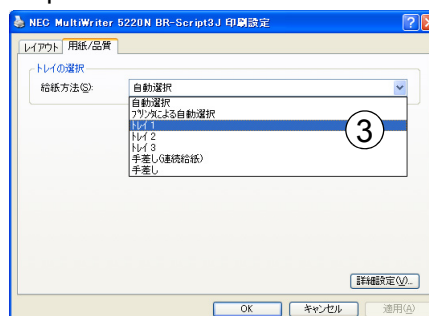 NEC MultiWriter 5220N BR-Script3J 印刷設定
レイアウト 用紙/品質
トレイの選択
給紙方法(S): 自動選択
自動選択
プリンタによる自動選択
トレイ 1
トレイ 2
トレイ 3
手差し(連続給紙)
手差し
③
詳細設定(V)...
OK キャンセル 適用(A)